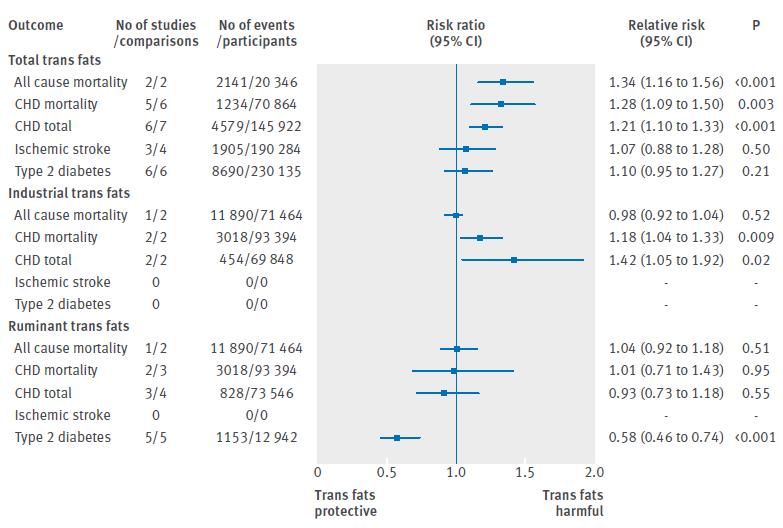 Outcome No of studies No of events Risk ratio Relative risk P
/comparisons /participants (95% CI) (95% CI)
Total trans fats
All cause mortality 2/2 2141/20 346 1.34 (1.16 to 1.56) <0.001
CHD mortality 5/6 1234/70 864 1.28 (1.09 to 1.50) 0.003
CHD total 6/7 4579/145 922 1.21 (1.10 to 1.33) <0.001
Ischemic stroke 3/4 1905/190 284 1.07 (0.88 to 1.28) 0.50
Type 2 diabetes 6/6 8690/230 135 1.10 (0.95 to 1.27) 0.21
Industrial trans fats
All cause mortality 1/2 11 890/71 464 0.98 (0.92 to 1.04) 0.52
CHD mortality 2/2 3018/93 394 1.18 (1.04 to 1.33) 0.009
CHD total 2/2 454/69 848 1.42 (1.05 to 1.92) 0.02
Ischemic stroke 0 0/0 - -
Type 2 diabetes 0 0/0 - -
Ruminant trans fats
All cause mortality 1/2 11 890/71 464 1.04 (0.92 to 1.18) 0.51
CHD mortality 2/3 3018/93 394 1.01 (0.71 to 1.43) 0.95
CHD total 3/4 828/73 546 0.93 (0.73 to 1.18) 0.55
Ischemic stroke 0 0/0 - -
Type 2 diabetes 5/5 1153/12 942 0.58 (0.46 to 0.74) <0.001
0 0.5 1.0 1.5 2.0
Trans fats Trans fats
protective harmful